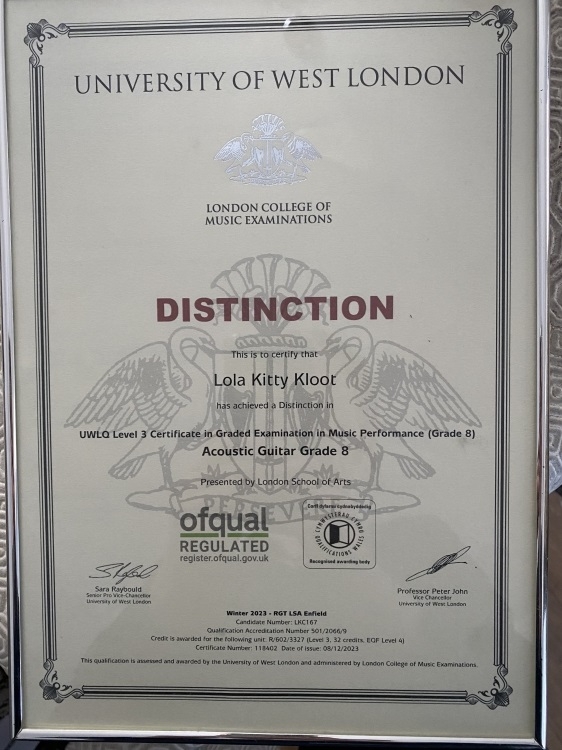 UNIVERSITY OF WEST LONDON
LONDON COLLEGE OF
MUSIC EXAMINATIONS
DISTINCTION
This is to certify that
Lola Kitty Kloot
has achieved a Distinction in
UWLQ Level 3 Certificate in Graded Examination in Music Performance (Grade 8)
Acoustic Guitar Grade 8
Presented by London School of Arts
ofqual
REGULATED
register.ofqual.gov.uk
CYMWYSTERAU CYMRU
QUALIFICATIONS WALES
Recognised awarding body
Sara Raybould
Senior Pro Vice-Chancellor
University of West London
Professor Peter John
Vice Chancellor
University of West London
Winter 2023 - RGT LSA Enfield
Candidate Number: LKC167
Qualification Accreditation Number 501/2066/9
Credit is awarded for the following unit: R/602/3327 (Level 3, 32 credits, EQF Level 4)
Certificate Number: 118402 Date of issue: 08/12/2023
This qualification is assessed and awarded by the University of West London and administered by London College of Music Examinations.